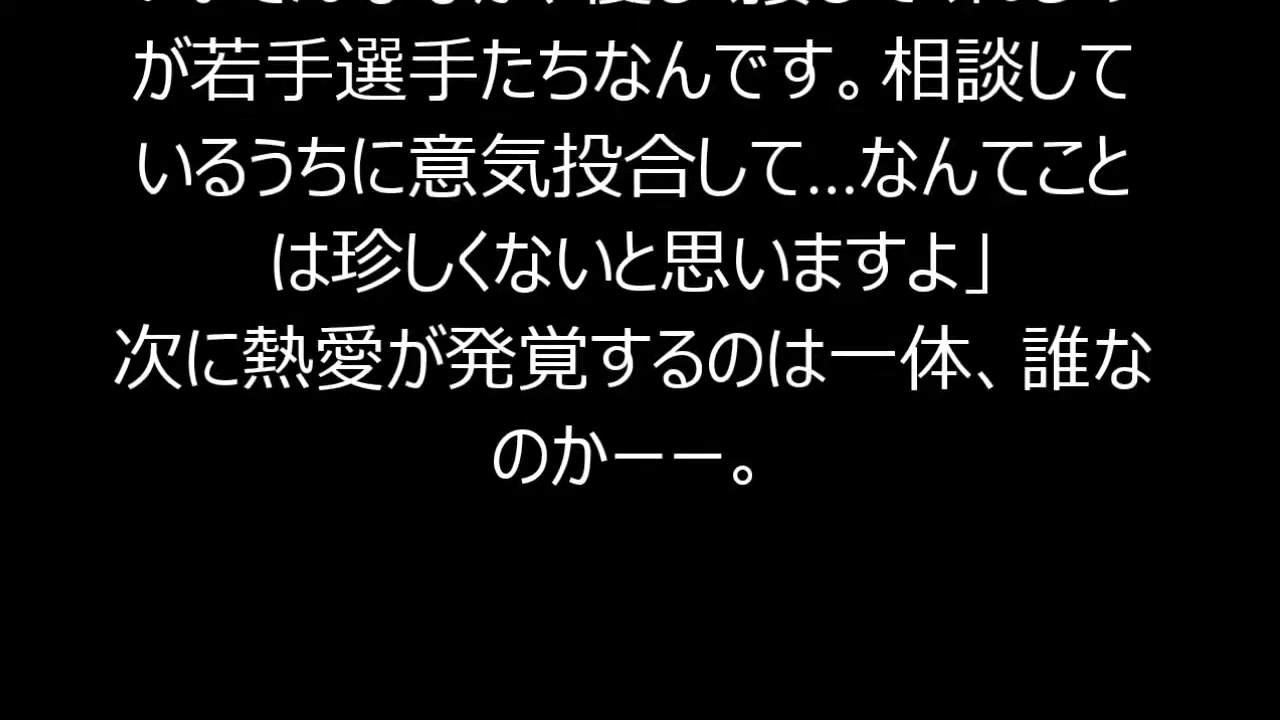 が若手選手たちなんです。相談して
いるうちに意気投合して…なんてこと
は珍しくないと思いますよ」
次に熱愛が発覚するのは一体、誰な
のかーー。